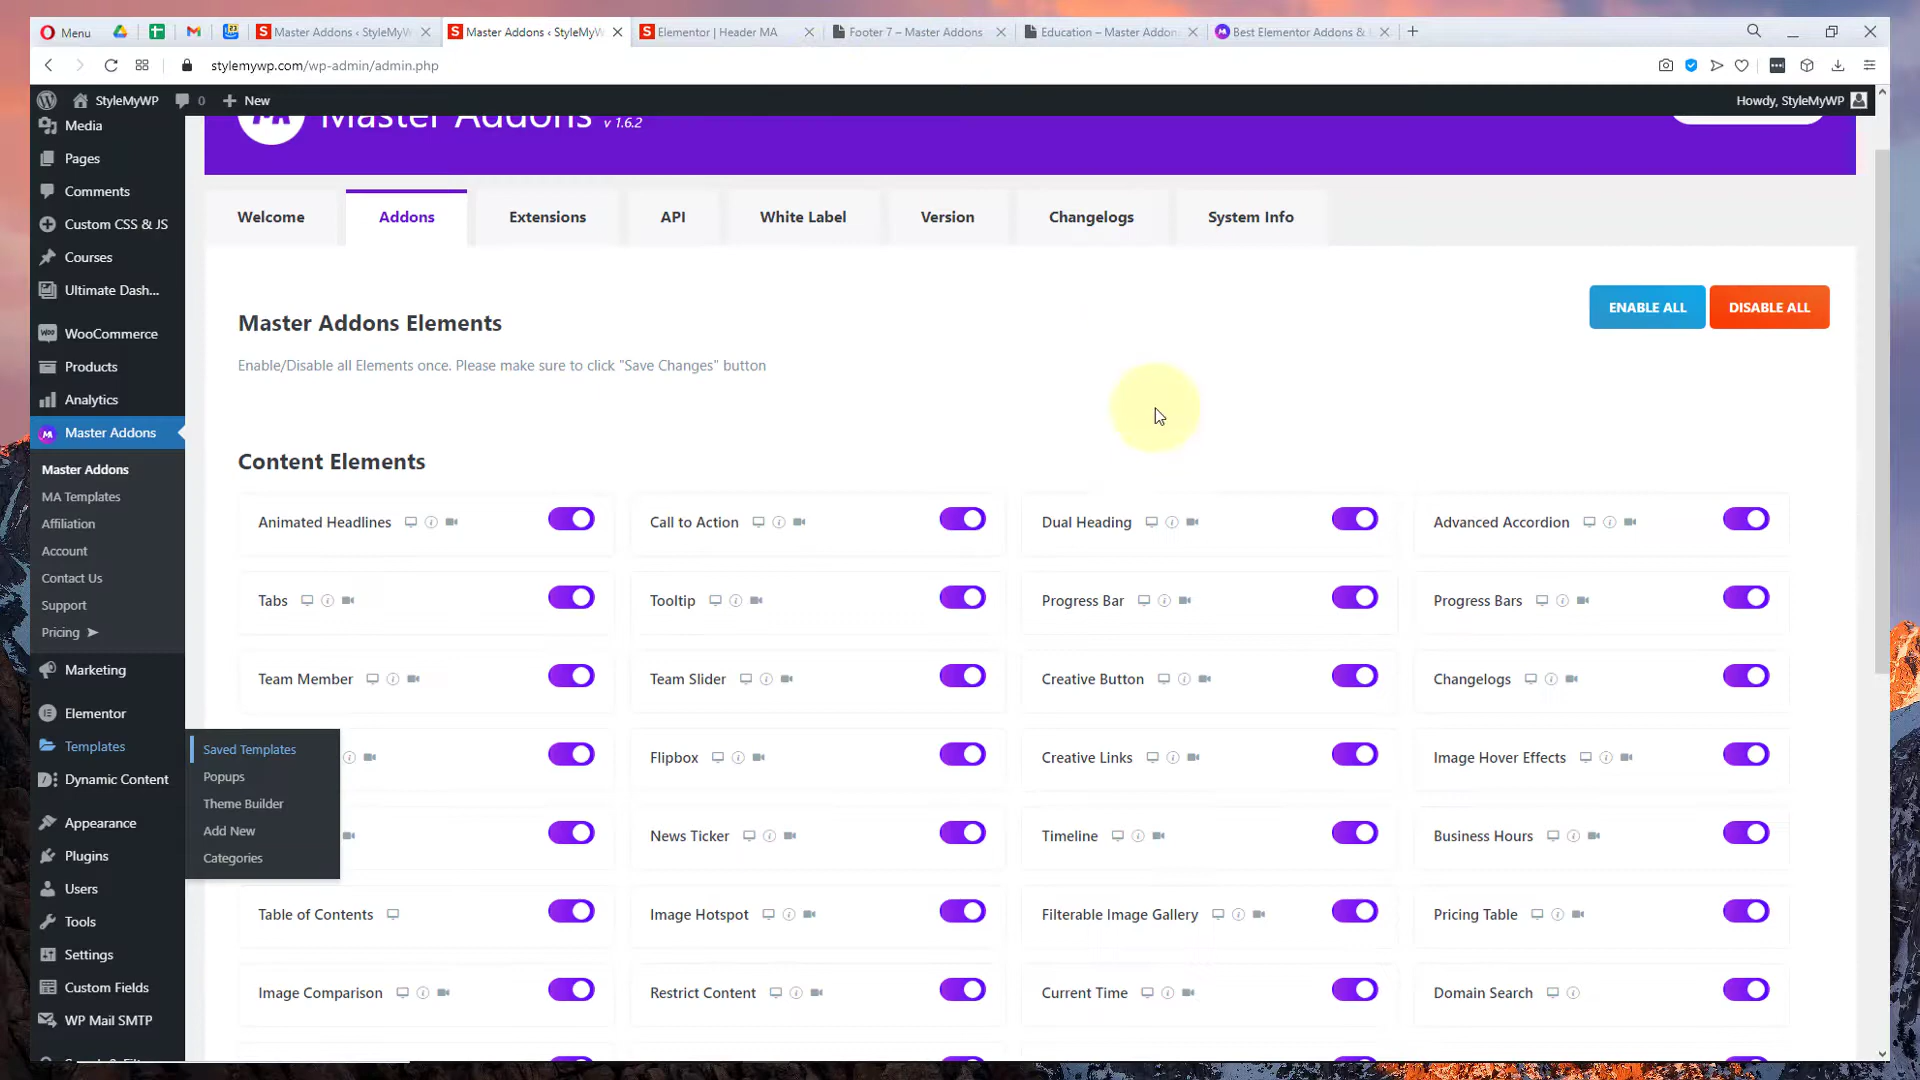 Menu
Master Addons ‹ StyleMyW
Master Addons ‹ StyleMyW
Elementor | Header MA
Footer 7 – Master Addons
Education – Master Addon
Best Elementor Addons &
stylemywp.com/wp-admin/admin.php
StyleMyWP
0
New
Howdy, StyleMyWP
Master Addons v 1.6.2
Media
Pages
Comments
Custom CSS & JS
Courses
Ultimate Dash...
WooCommerce
Products
Analytics
Master Addons
Master Addons
MA Templates
Affiliation
Account
Contact Us
Support
Pricing ➤
Marketing
Elementor
Templates
Dynamic Content
Appearance
Plugins
Users
Tools
Settings
Custom Fields
WP Mail SMTP
Saved Templates
Popups
Theme Builder
Add New
Categories
Welcome
Addons
Extensions
API
White Label
Version
Changelogs
System Info
Master Addons Elements
Enable/Disable all Elements once. Please make sure to click "Save Changes" button
ENABLE ALL
DISABLE ALL
Content Elements
Animated Headlines
Call to Action
Dual Heading
Advanced Accordion
Tabs
Tooltip
Progress Bar
Progress Bars
Team Member
Team Slider
Creative Button
Changelogs
Flipbox
Creative Links
Image Hover Effects
News Ticker
Timeline
Business Hours
Table of Contents
Image Hotspot
Filterable Image Gallery
Pricing Table
Image Comparison
Restrict Content
Current Time
Domain Search